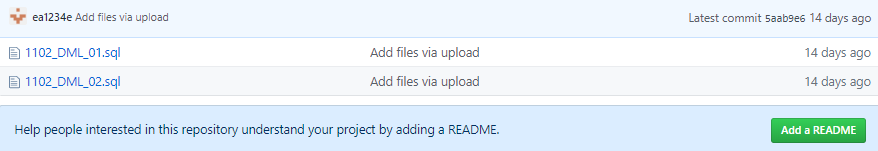 ea1234e Add files via upload Latest commit 5aab9e6 14 days ago
1102_DML_01.sql Add files via upload 14 days ago
1102_DML_02.sql Add files via upload 14 days ago
Help people interested in this repository understand your project by adding a README. Add a README